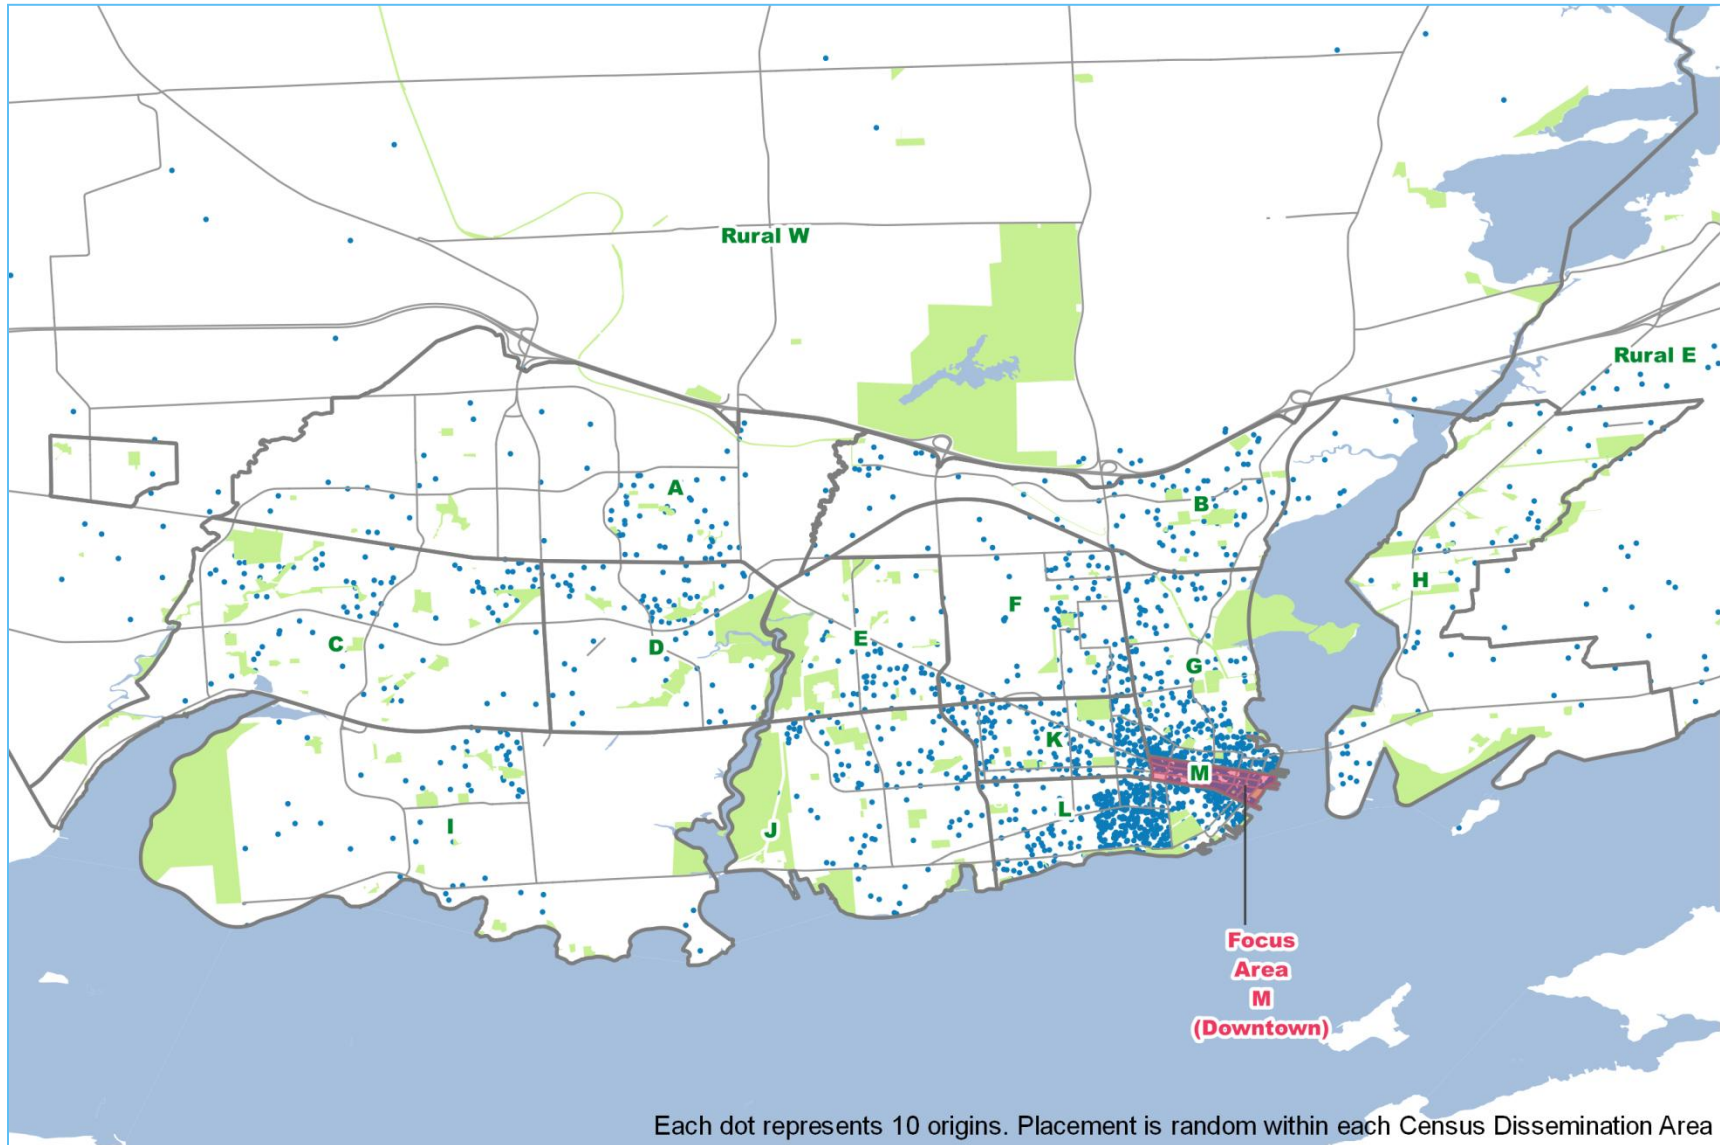 Rural W
Rural E
A
B
H
F
C
D
E
G
K
M
L
I
J
Focus
Area
M
(Downtown)
Each dot represents 10 origins. Placement is random within each Census Dissemination Area